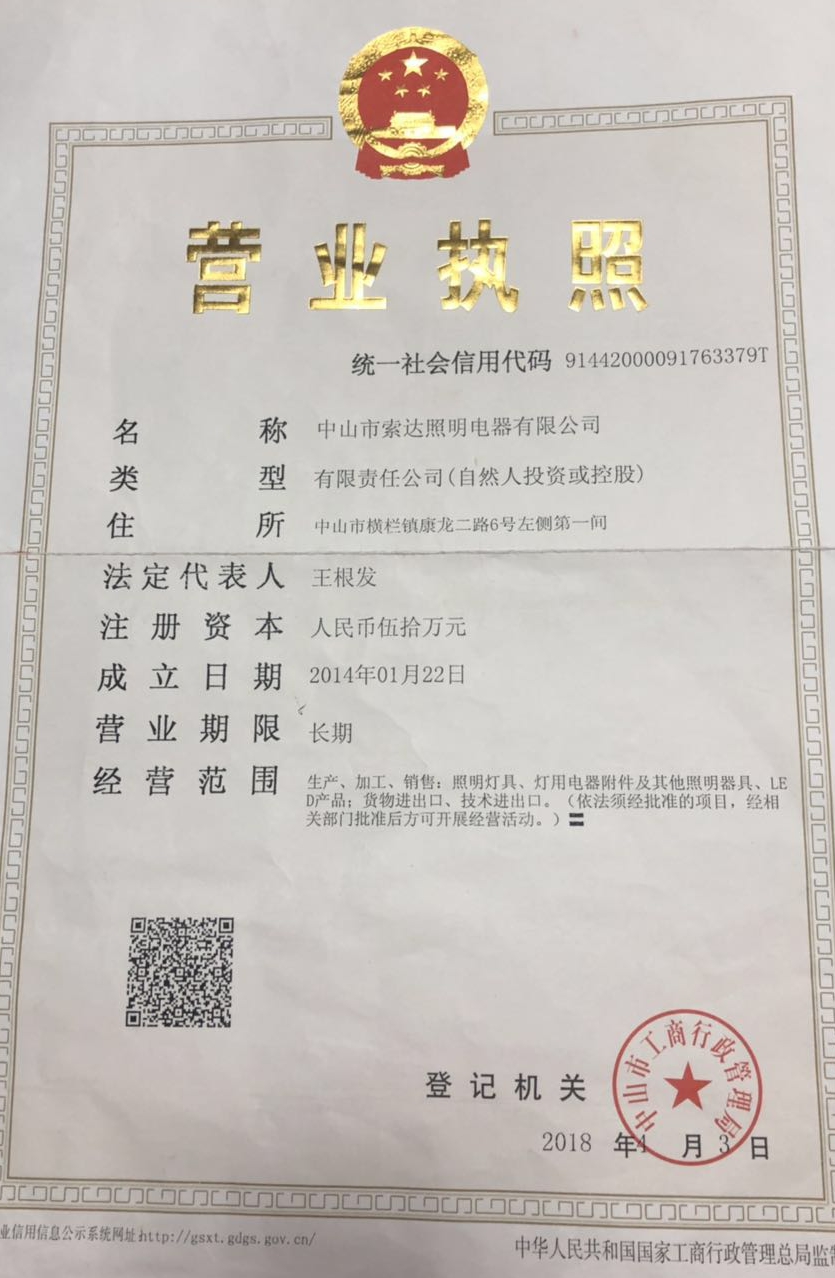 营业执照
统一社会信用代码 91442000091763379T
名称 中山市索达照明电器有限公司
类型 有限责任公司(自然人投资或控股)
住所 中山市横栏镇康龙二路6号左侧第一间
法定代表人 王根发
注册资本 人民币伍拾万元
成立日期 2014年01月22日
营业期限 长期
经营范围 生产、加工、销售：照明灯具、灯用电器附件及其他照明器具、LE
D产品；货物进出口、技术进出口。（依法须经批准的项目，经相
关部门批准后方可开展经营活动。）〓
登记机关
中山市工商行政管理局
2018 年4 月 3 日
业信用信息公示系统网址:http://gsxt.gdgs.gov.cn/
中华人民共和国国家工商行政管理总局监制